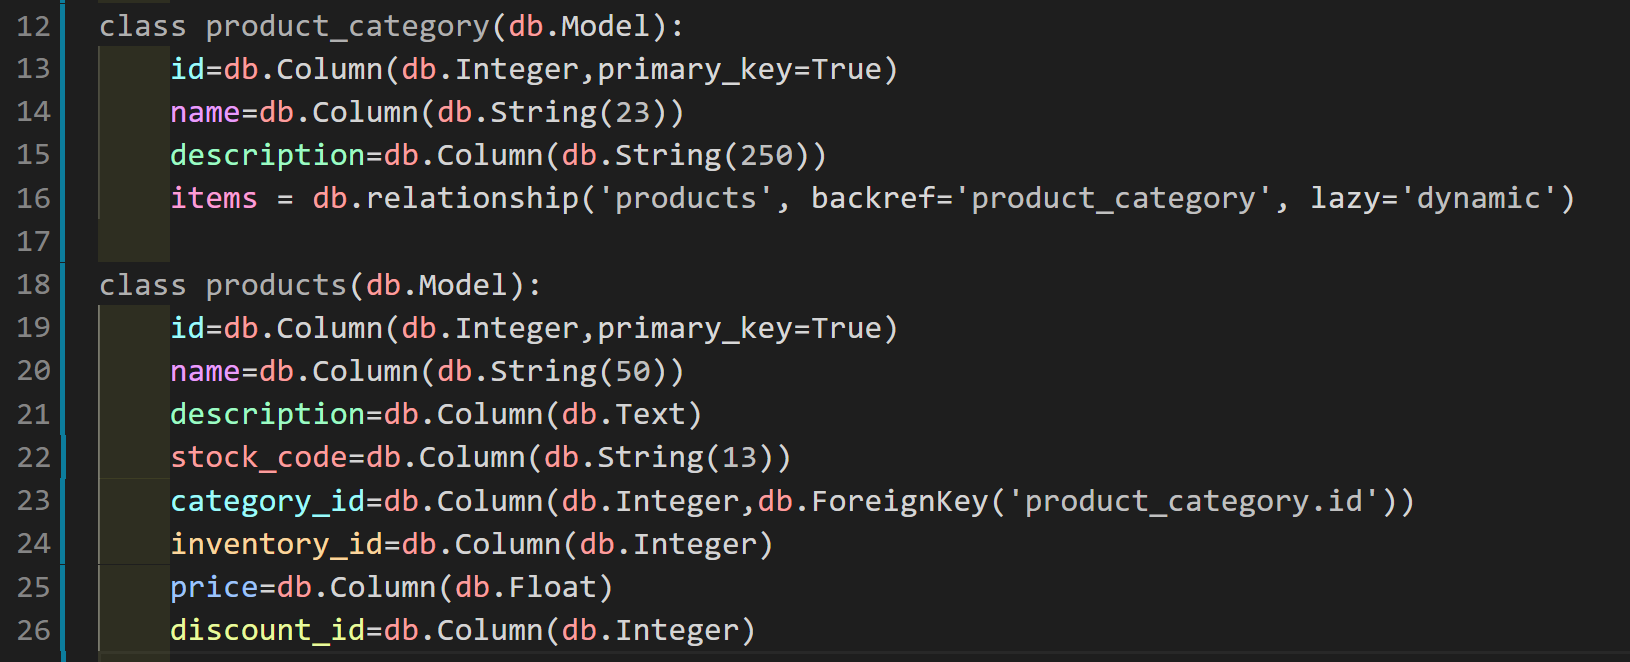 12 class product_category(db.Model):
13     id=db.Column(db.Integer,primary_key=True)
14     name=db.Column(db.String(23))
15     description=db.Column(db.String(250))
16     items = db.relationship('products', backref='product_category', lazy='dynamic')
17
18 class products(db.Model):
19     id=db.Column(db.Integer,primary_key=True)
20     name=db.Column(db.String(50))
21     description=db.Column(db.Text)
22     stock_code=db.Column(db.String(13))
23     category_id=db.Column(db.Integer,db.ForeignKey('product_category.id'))
24     inventory_id=db.Column(db.Integer)
25     price=db.Column(db.Float)
26     discount_id=db.Column(db.Integer)